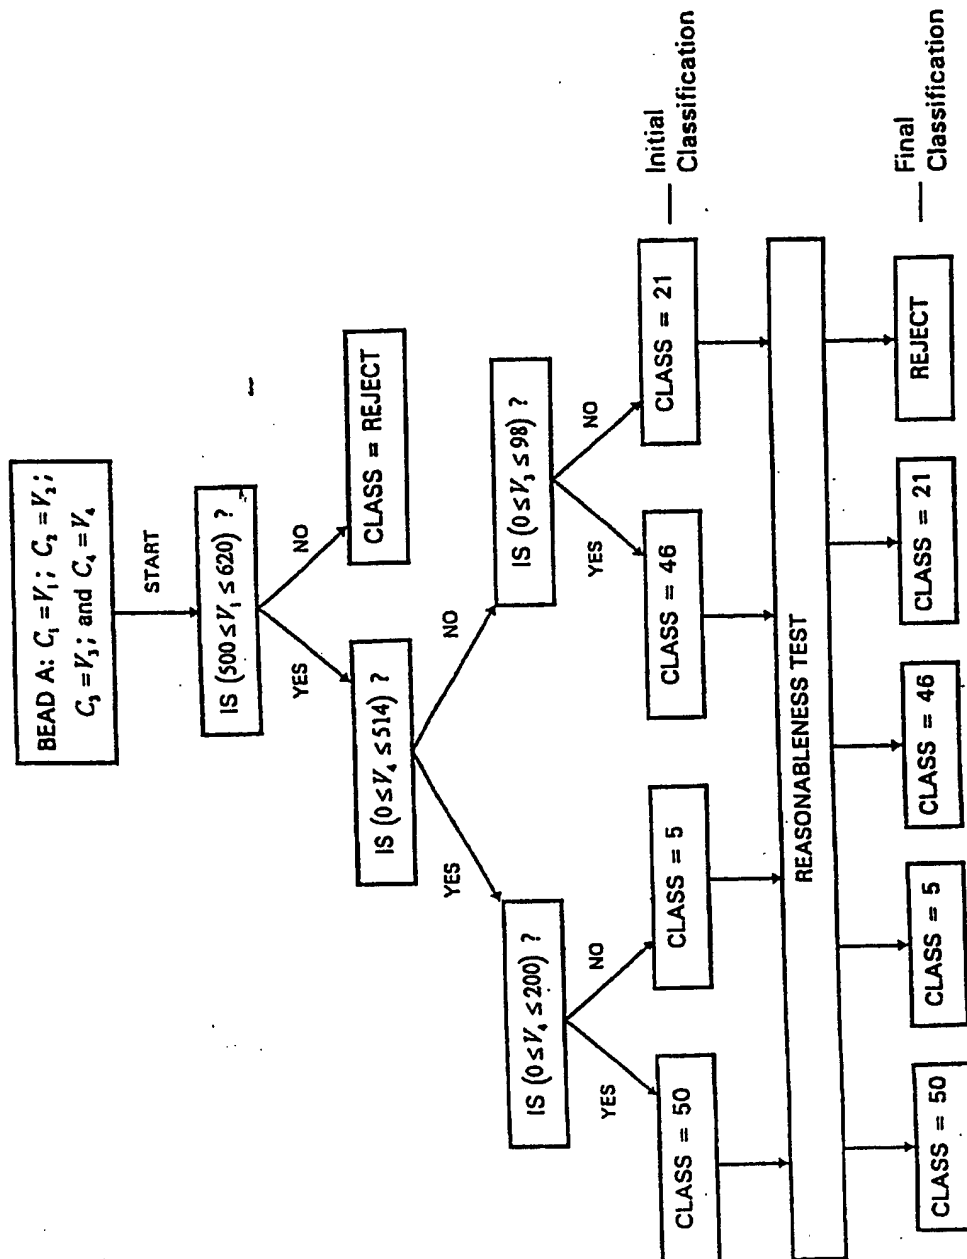 BEAD A: C₁ = V₁; C₂ = V₂;
C₃ = V₃; and C₄ = V₄
START
IS (500 ≤ V₁ ≤ 620) ?
YES
NO
IS (0 ≤ V₄ ≤ 514) ?
CLASS = REJECT
YES
NO
IS (0 ≤ V₄ ≤ 200) ?
IS (0 ≤ V₃ ≤ 98) ?
YES
NO
YES
NO
CLASS = 50
CLASS = 5
CLASS = 46
CLASS = 21
Initial
Classification
REASONABLENESS TEST
CLASS = 50
CLASS = 5
CLASS = 46
CLASS = 21
REJECT
Final
Classification